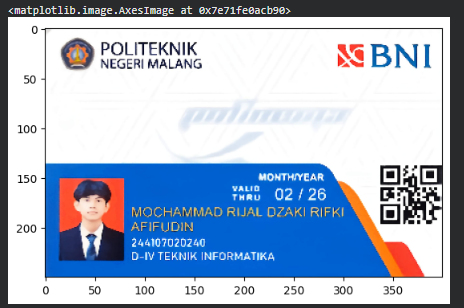 <matplotlib.image.AxesImage at 0x7e71fe0acb90>
0
POLITEKNIK
NEGERI MALANG
BNI
50
polinema
100
150
MONTH/YEAR
VALID
THRU
02 / 26
MOCHAMMAD RIJAL DZAKI RIFKI
AFIFUDIN
200
244107020240
D-IV TEKNIK INFORMATIKA
0 50 100 150 200 250 300 350